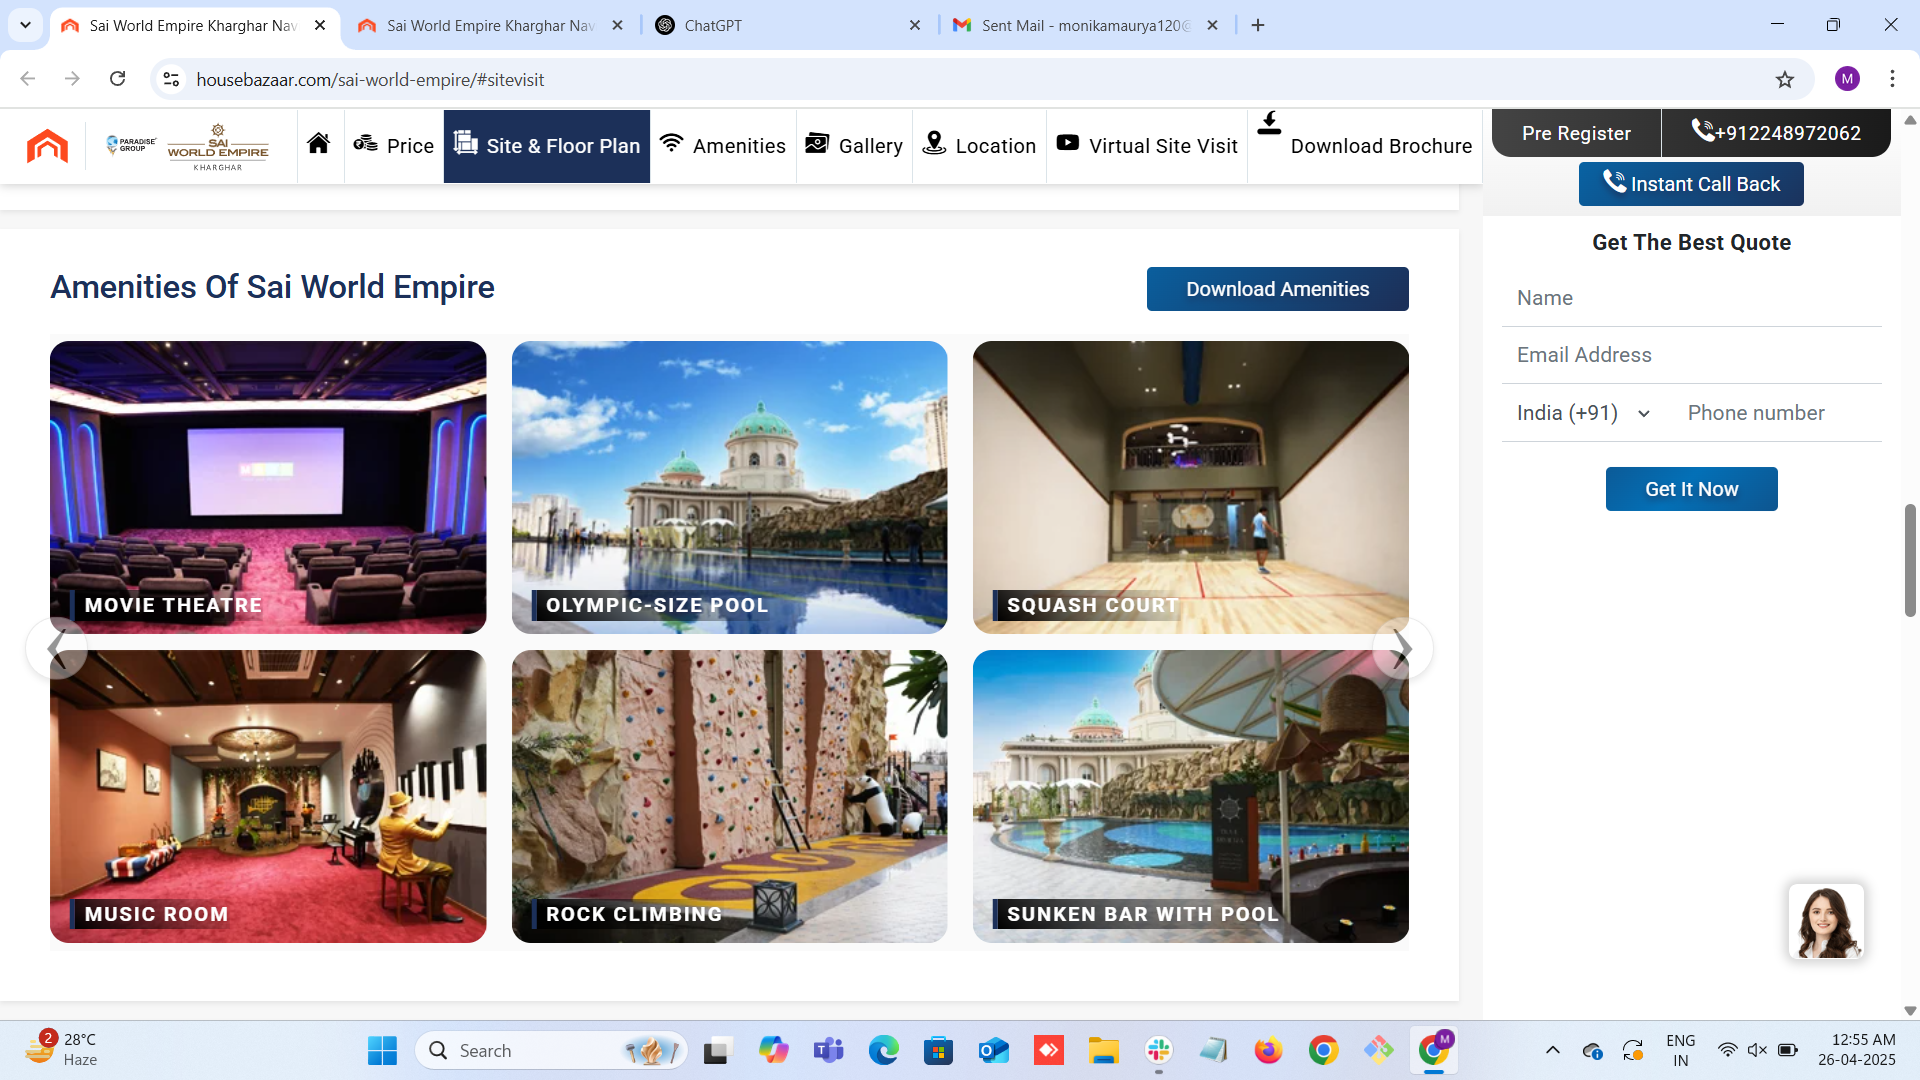 Sai World Empire Kharghar Nav
Sai World Empire Kharghar Nav
ChatGPT
Sent Mail - monikamaurya120@
housebazaar.com/sai-world-empire/#sitevisit
M
PARADISE GROUP
SAI
WORLD EMPIRE
KHARGHAR
Price
Site & Floor Plan
Amenities
Gallery
Location
Virtual Site Visit
Download Brochure
Pre Register
+912248972062
Instant Call Back
Get The Best Quote
Name
Email Address
India (+91)
Phone number
Get It Now
Amenities Of Sai World Empire
Download Amenities
MOVIE THEATRE
OLYMPIC-SIZE POOL
SQUASH COURT
MUSIC ROOM
ROCK CLIMBING
SUNKEN BAR WITH POOL
2
28°C
Haze
Search
M
ENG
IN
12:55 AM
26-04-2025